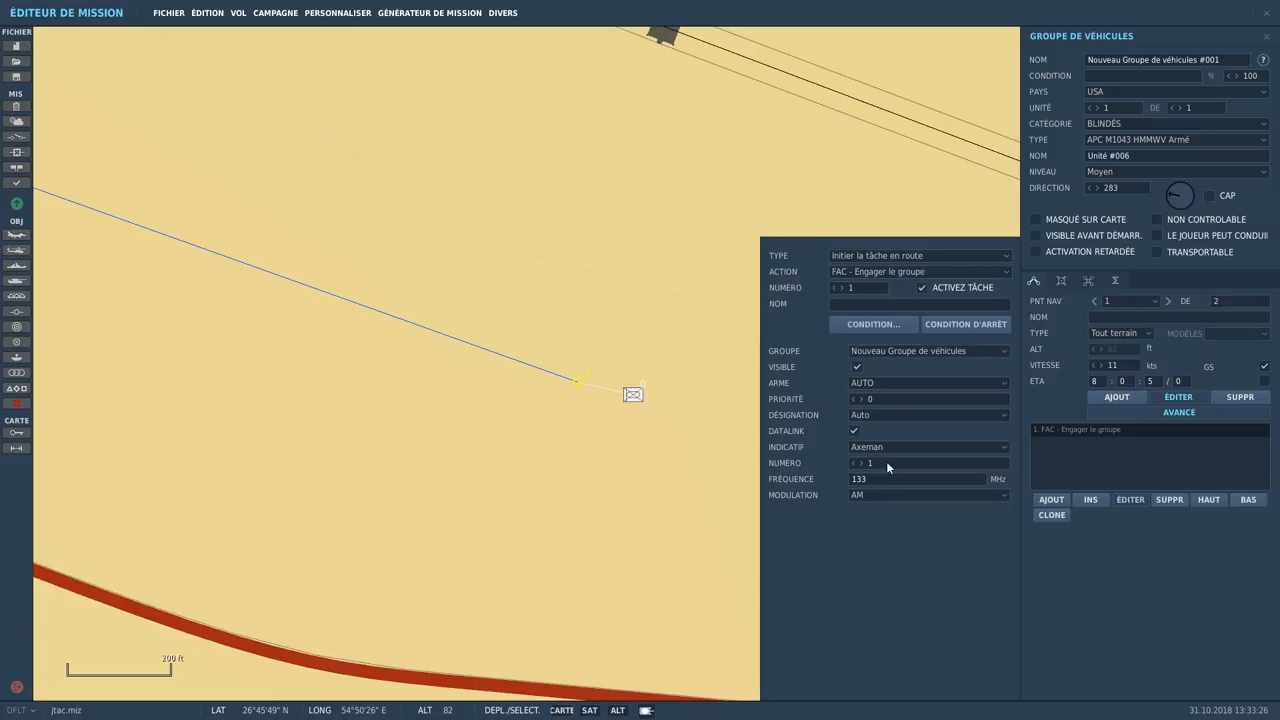 ÉDITEUR DE MISSION
FICHIER ÉDITION VOL CAMPAGNE PERSONNALISER GÉNÉRATEUR DE MISSION DIVERS
FICHIER
MIS
OBJ
CARTE
200 ft
TYPE Initier la tâche en route
ACTION FAC - Engager le groupe
NUMÉRO 1 ACTIVEZ TÂCHE
NOM
CONDITION... CONDITION D'ARRÊT
GROUPE Nouveau Groupe de véhicules
VISIBLE
ARME AUTO
PRIORITÉ 0
DÉSIGNATION Auto
DATALINK
INDICATIF Axeman
NUMÉRO 1
FRÉQUENCE 133 MHz
MODULATION AM
GROUPE DE VÉHICULES
NOM Nouveau Groupe de véhicules #001 ?
CONDITION % 100
PAYS USA
UNITÉ 1 DE 1
CATÉGORIE BLINDÉS
TYPE APC M1043 HMMWV Armé
NOM Unité #006
NIVEAU Moyen
DIRECTION 283 CAP
MASQUÉ SUR CARTE NON CONTROLABLE
VISIBLE AVANT DÉMARR. LE JOUEUR PEUT CONDUI
ACTIVATION RETARDÉE TRANSPORTABLE
PNT NAV 1 DE 2
NOM
TYPE Tout terrain MODÈLES
ALT ft
VITESSE 11 kts GS
ETA 8 : 0 : 5 / 0
AJOUT ÉDITER SUPPR
AVANCÉ
1. FAC - Engager le groupe
AJOUT INS ÉDITER SUPPR HAUT BAS
CLONE
DFLT jtac.miz LAT 26°45'49" N LONG 54°50'26" E ALT 82 DEPL./SELECT. CARTE SAT ALT 31.10.2018 13:33:26